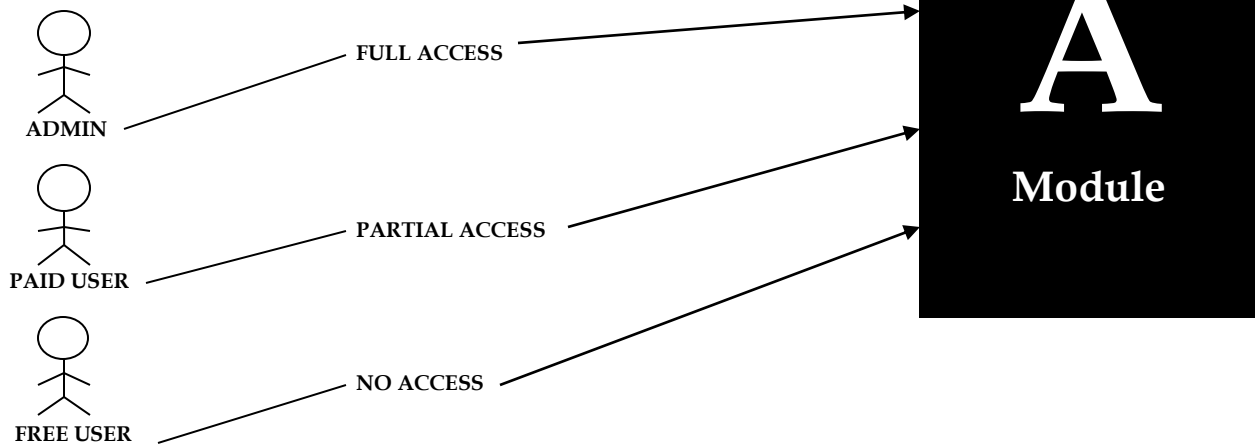 FULL ACCESS
ADMIN
A
Module
PARTIAL ACCESS
PAID USER
NO ACCESS
FREE USER